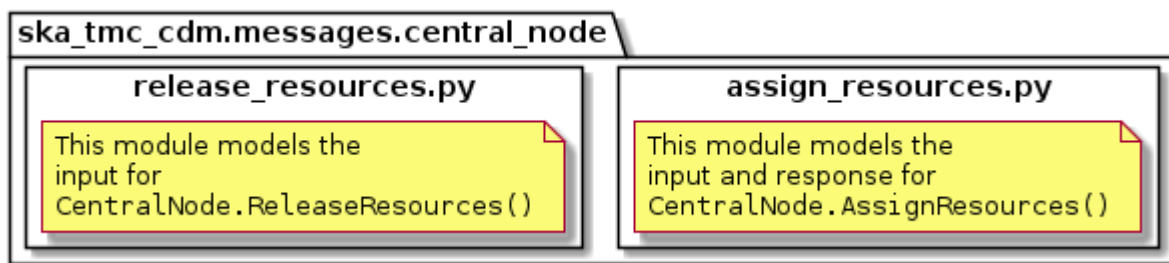 ska_tmc_cdm.messages.central_node
release_resources.py
This module models the
input for
CentralNode.ReleaseResources()
assign_resources.py
This module models the
input and response for
CentralNode.AssignResources()